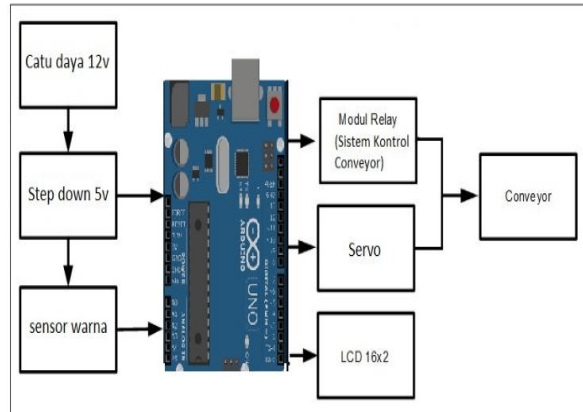 Catu daya 12v
Step down 5v
sensor warna
ARDUINO
UNO
Modul Relay
(Sistem Kontrol
Conveyor)
Servo
LCD 16x2
Conveyor